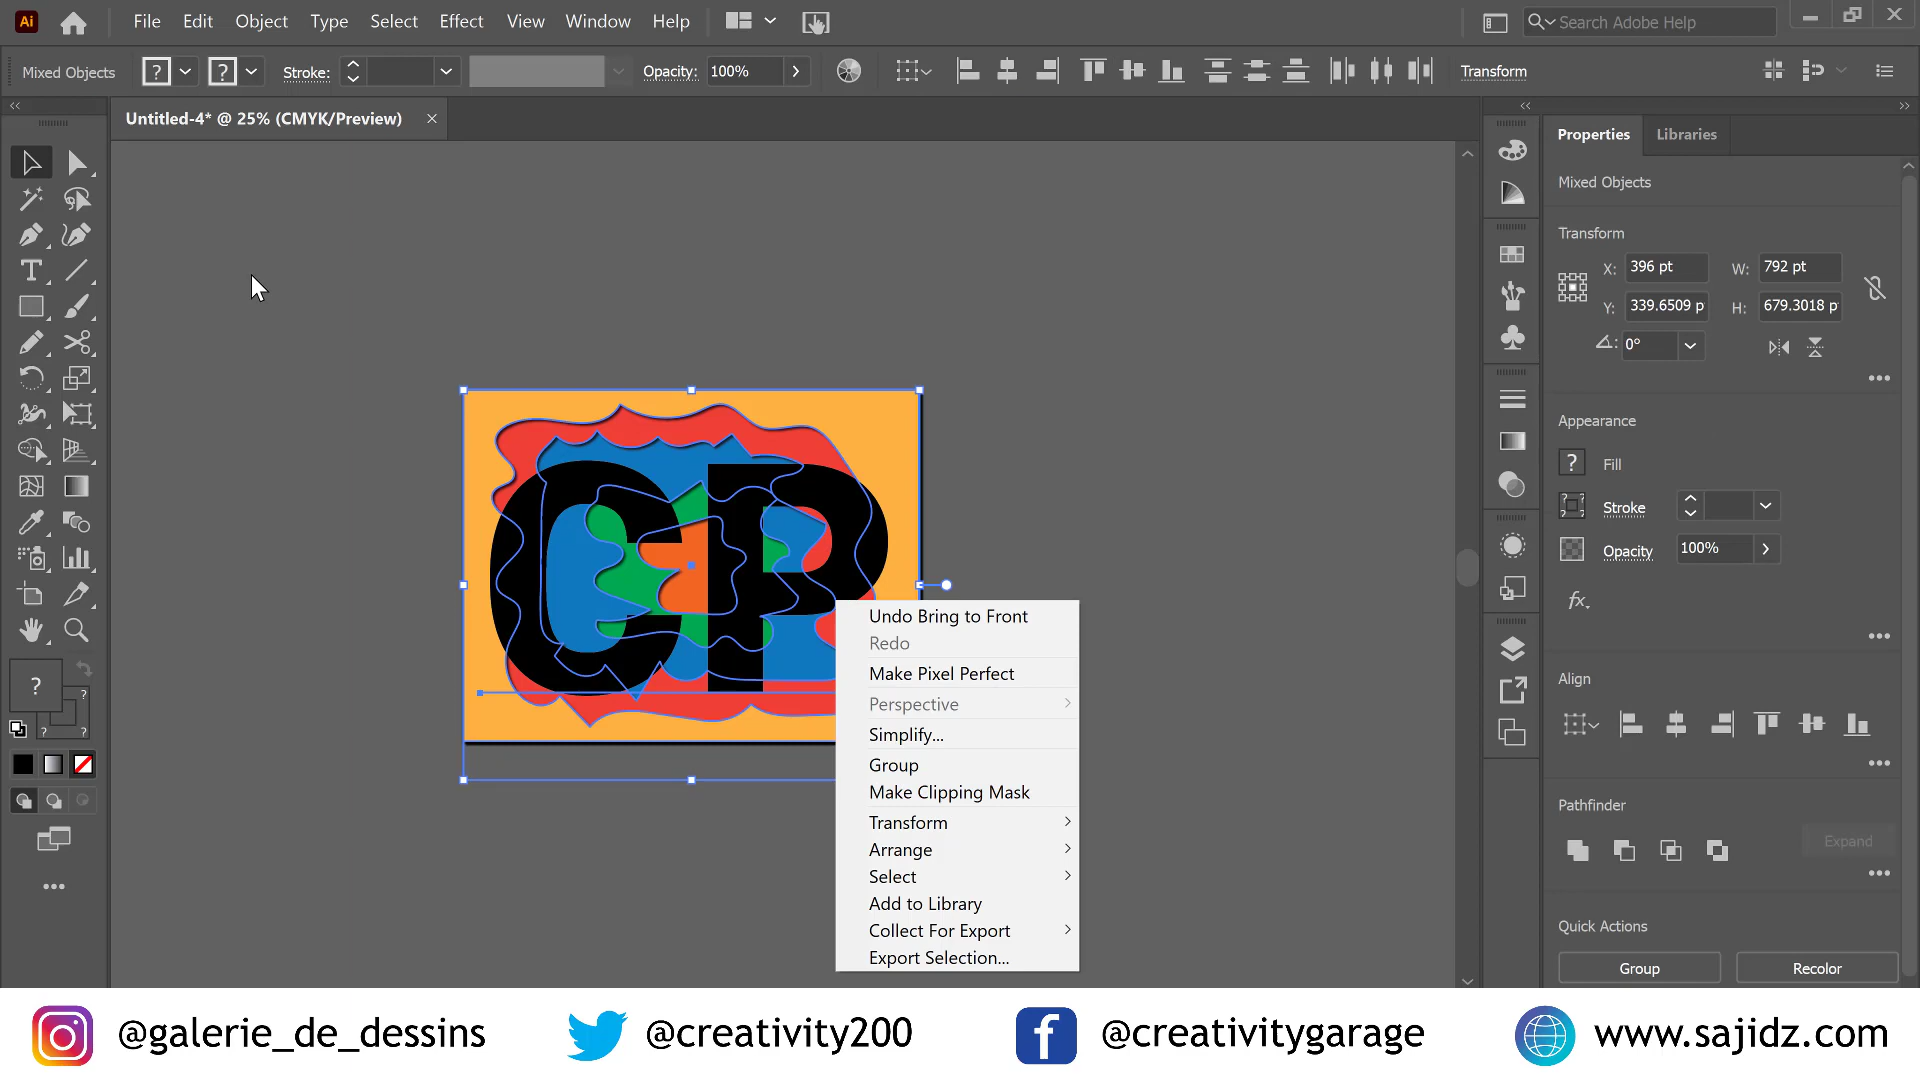 Ai File Edit Object Type Select Effect View Window Help Search Adobe Help
Mixed Objects ? ? Stroke: Opacity: 100% Transform
Untitled-4* @ 25% (CMYK/Preview)
Properties Libraries
Mixed Objects
Transform
X: 396 pt W: 792 pt
Y: 339.6509 p H: 679.3018 p
0°
Appearance
? Fill
Stroke
Opacity 100%
fx
Align
Pathfinder
Expand
Quick Actions
Group Recolor
CR
Undo Bring to Front
Redo
Make Pixel Perfect
Perspective
Simplify...
Group
Make Clipping Mask
Transform
Arrange
Select
Add to Library
Collect For Export
Export Selection...
@galerie_de_dessins @creativity200 @creativitygarage www.sajidz.com